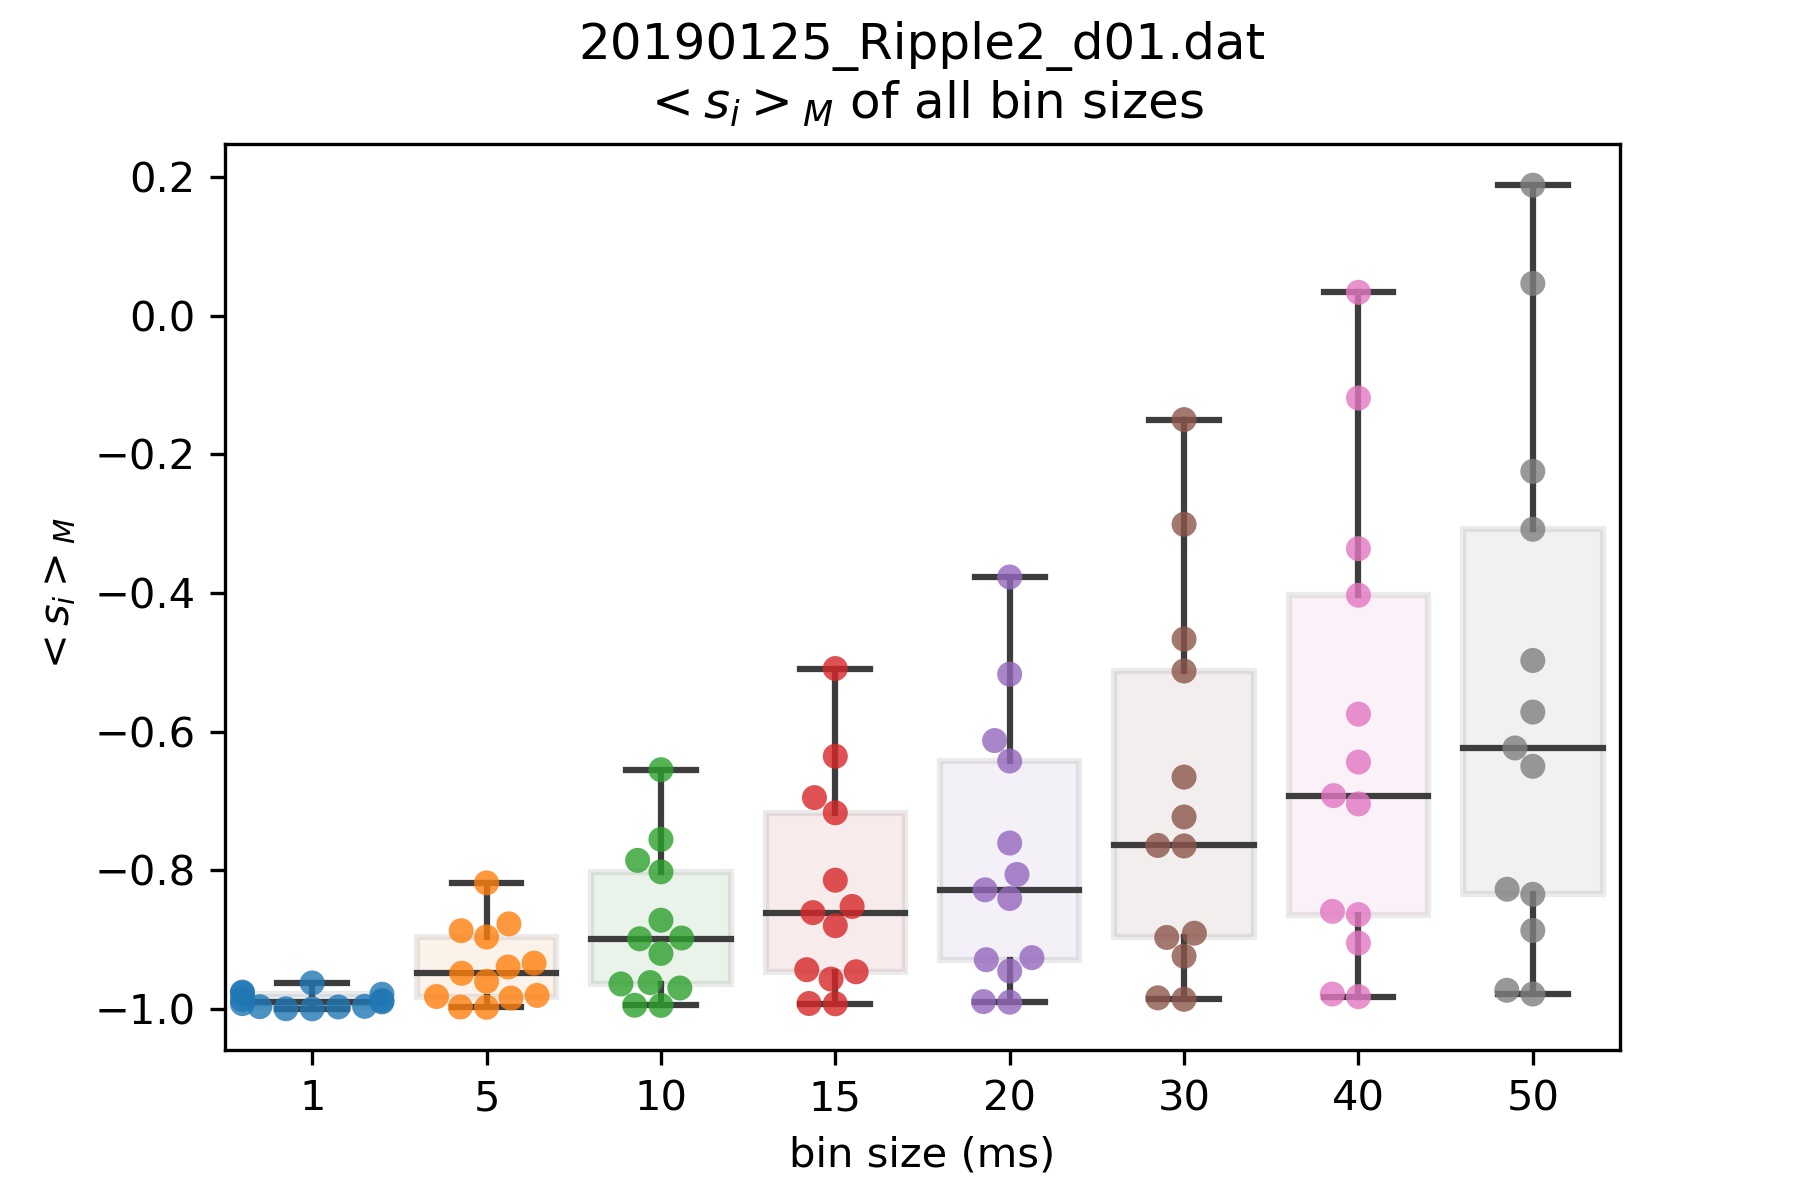 20190125_Ripple2_d01.dat
< s_i >_M of all bin sizes
0.2
0.0
−0.2
−0.4
−0.6
−0.8
−1.0
< s_i >_M
1 5 10 15 20 30 40 50
bin size (ms)